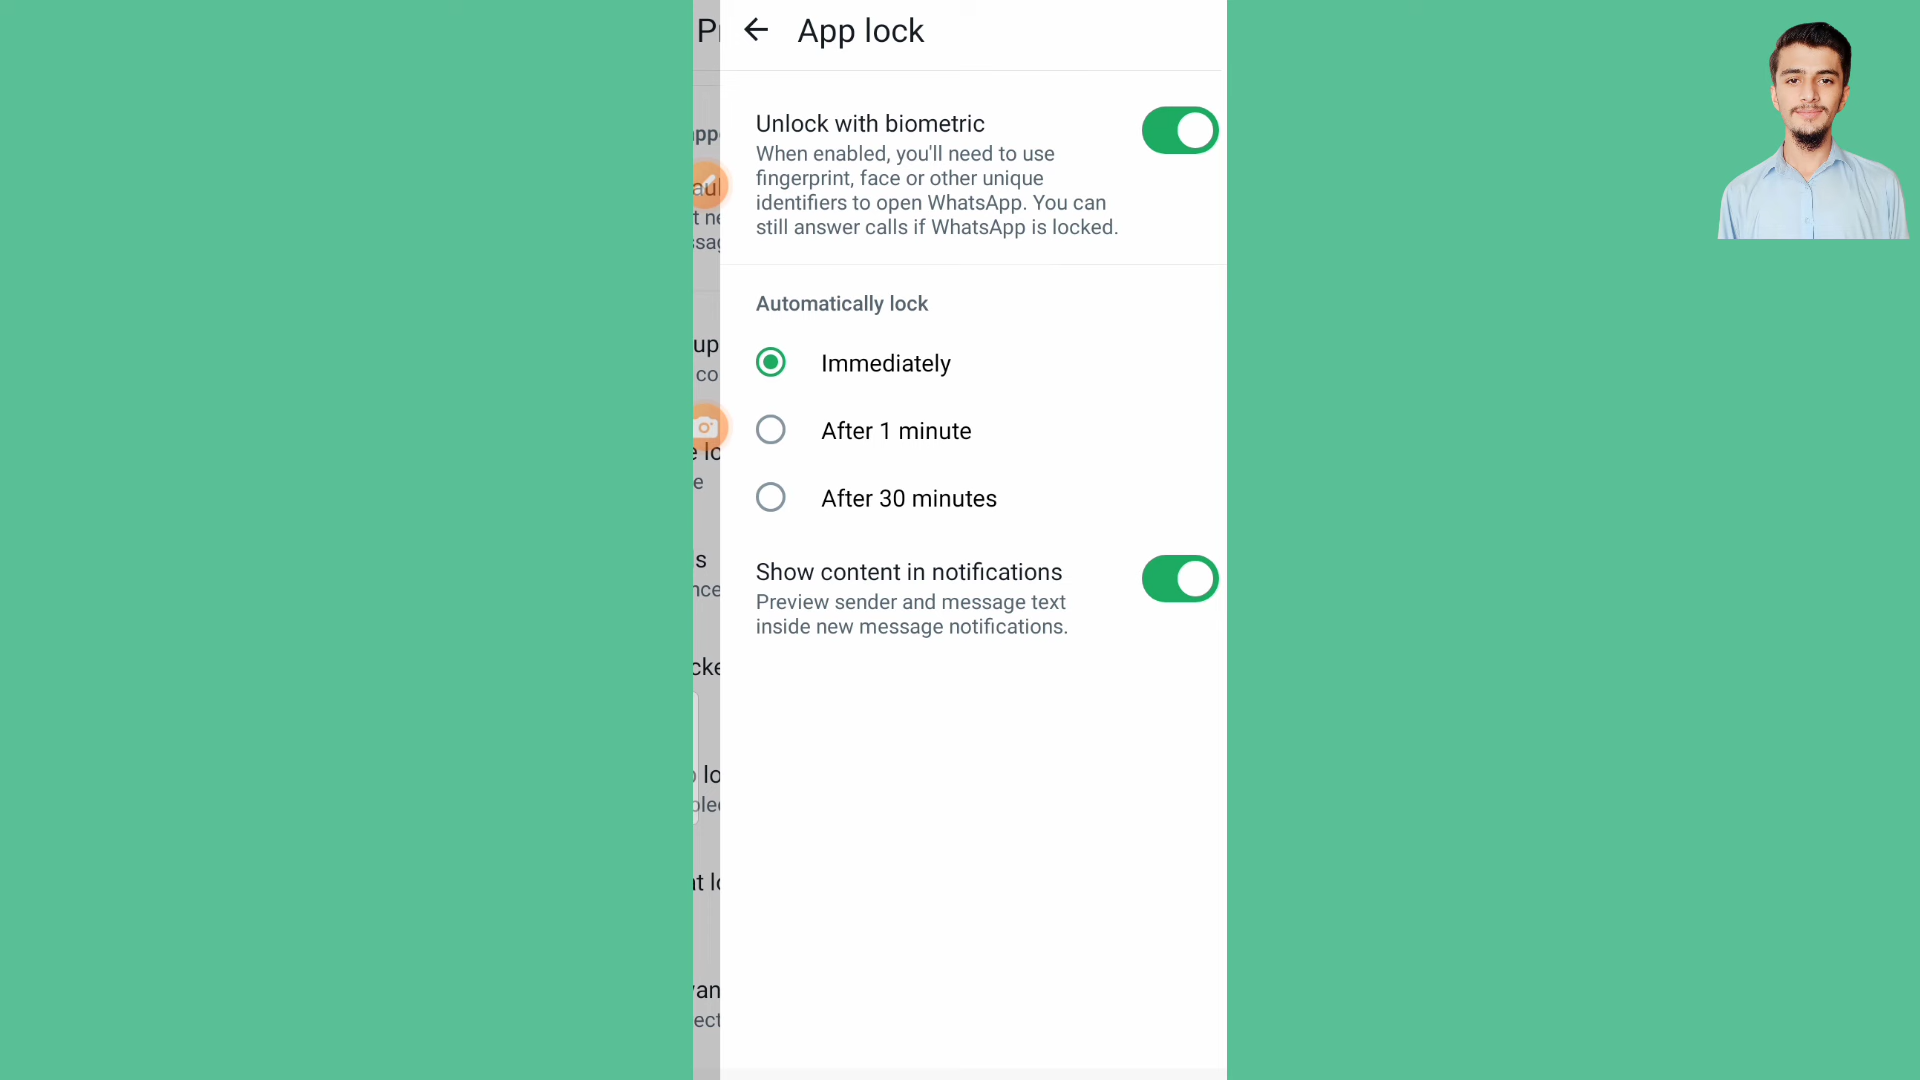 App lock
Unlock with biometric
When enabled, you'll need to use
fingerprint, face or other unique
identifiers to open WhatsApp. You can
still answer calls if WhatsApp is locked.
Automatically lock
Immediately
After 1 minute
After 30 minutes
Show content in notifications
Preview sender and message text
inside new message notifications.